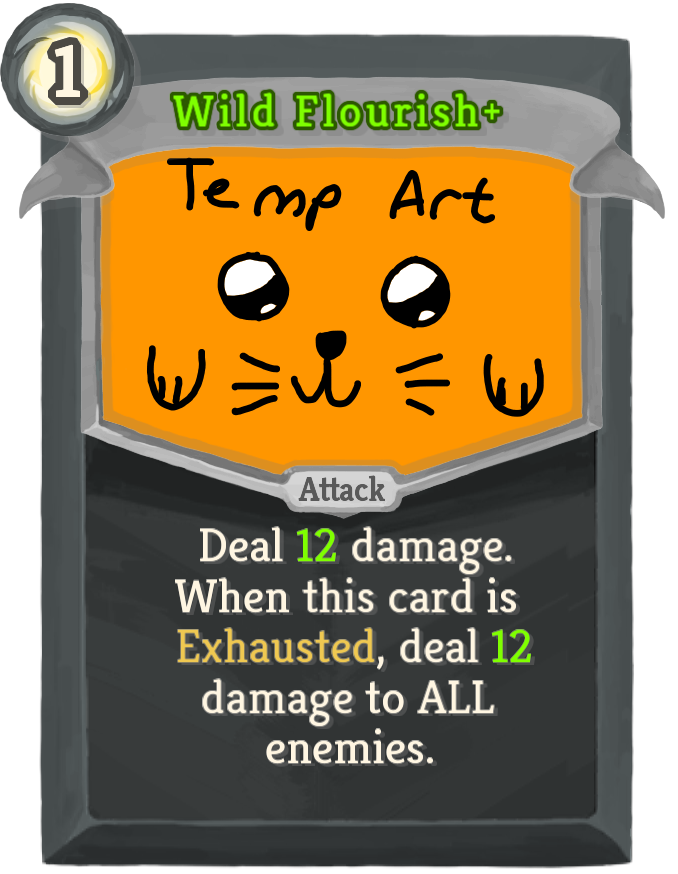 1
Wild Flourish+
Temp Art
Attack
Deal 12 damage.
When this card is
Exhausted, deal 12
damage to ALL
enemies.